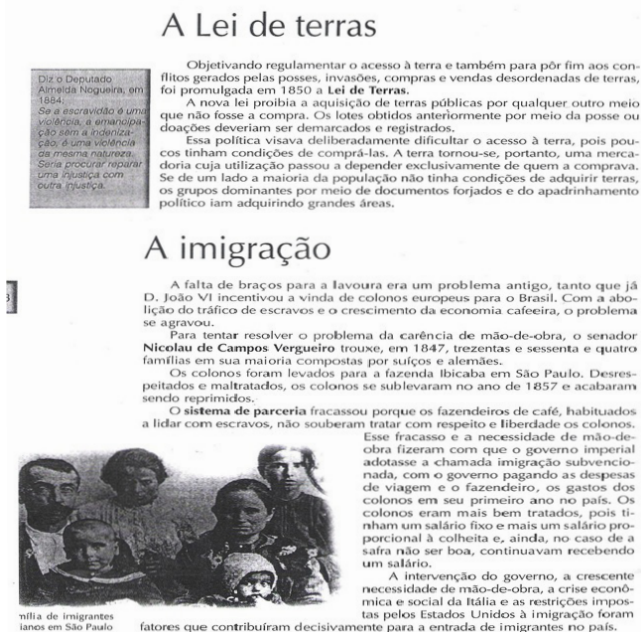 A Lei de terras
Diz o Deputado
Almeida Nogueira, em
1884:
Se a escravidão é uma
violência, a emancipa-
ção sem a indeniza-
ção, é uma violência
da mesma natureza.
Seria procurar reparar
uma injustiça com
outra injustiça.
Objetivando regulamentar o acesso à terra e também para pôr fim aos con-
flitos gerados pelas posses, invasões, compras e vendas desordenadas de terras,
foi promulgada em 1850 a Lei de Terras.
A nova lei proibia a aquisição de terras públicas por qualquer outro meio
que não fosse a compra. Os lotes obtidos anteriormente por meio da posse ou
doações deveriam ser demarcados e registrados.
Essa política visava deliberadamente dificultar o acesso à terra, pois pou-
cos tinham condições de comprá-las. A terra tornou-se, portanto, uma merca-
doria cuja utilização passou a depender exclusivamente de quem a comprava.
Se de um lado a maioria da população não tinha condições de adquirir terras,
os grupos dominantes por meio de documentos forjados e do apadrinhamento
político iam adquirindo grandes áreas.
A imigração
A falta de braços para a lavoura era um problema antigo, tanto que já
D. João VI incentivou a vinda de colonos europeus para o Brasil. Com a abo-
lição do tráfico de escravos e o crescimento da economia cafeeira, o problema
se agravou.
Para tentar resolver o problema da carência de mão-de-obra, o senador
Nicolau de Campos Vergueiro trouxe, em 1847, trezentas e sessenta e quatro
famílias em sua maioria compostas por suíços e alemães.
Os colonos foram levados para a fazenda Ibicaba em São Paulo. Desres-
peitados e maltratados, os colonos se sublevaram no ano de 1857 e acabaram
sendo reprimidos.
O sistema de parceria fracassou porque os fazendeiros de café, habituados
a lidar com escravos, não souberam tratar com respeito e liberdade os colonos.
Esse fracasso e a necessidade de mão-de-
obra fizeram com que o governo imperial
adotasse a chamada imigração subvencio-
nada, com o governo pagando as despesas
de viagem e o fazendeiro, os gastos dos
colonos em seu primeiro ano no país. Os
colonos eram mais bem tratados, pois ti-
nham um salário fixo e mais um salário pro-
porcional à colheita e, ainda, no caso de a
safra não ser boa, continuavam recebendo
um salário.
A intervenção do governo, a crescente
necessidade de mão-de-obra, a crise econô-
mica e social da Itália e as restrições impos-
tas pelos Estados Unidos à imigração foram
fatores que contribuíram decisivamente para a entrada de imigrantes no país.
mília de imigrantes
ianos em São Paulo